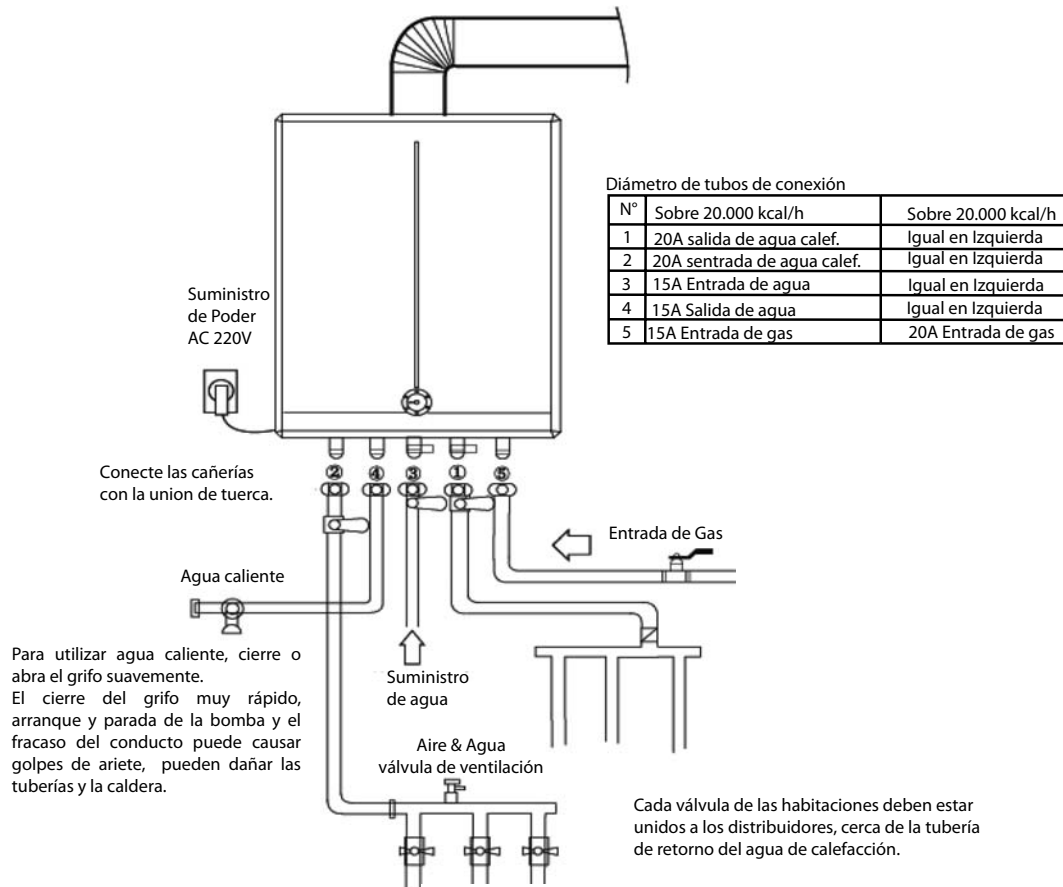 Diámetro de tubos de conexión
N° Sobre 20.000 kcal/h Sobre 20.000 kcal/h
1 20A salida de agua calef. Igual en Izquierda
2 20A sentrada de agua calef. Igual en Izquierda
3 15A Entrada de agua Igual en Izquierda
4 15A Salida de agua Igual en Izquierda
5 15A Entrada de gas 20A Entrada de gas
Suministro
de Poder
AC 220V
Conecte las cañerías
con la union de tuerca.
② ④ ③ ① ⑤
Entrada de Gas
Agua caliente
Para utilizar agua caliente, cierre o
abra el grifo suavemente.
El cierre del grifo muy rápido,
arranque y parada de la bomba y el
fracaso del conducto puede causar
golpes de ariete, pueden dañar las
tuberías y la caldera.
Suministro
de agua
Aire & Agua
válvula de ventilación
Cada válvula de las habitaciones deben estar
unidos a los distribuidores, cerca de la tubería
de retorno del agua de calefacción.